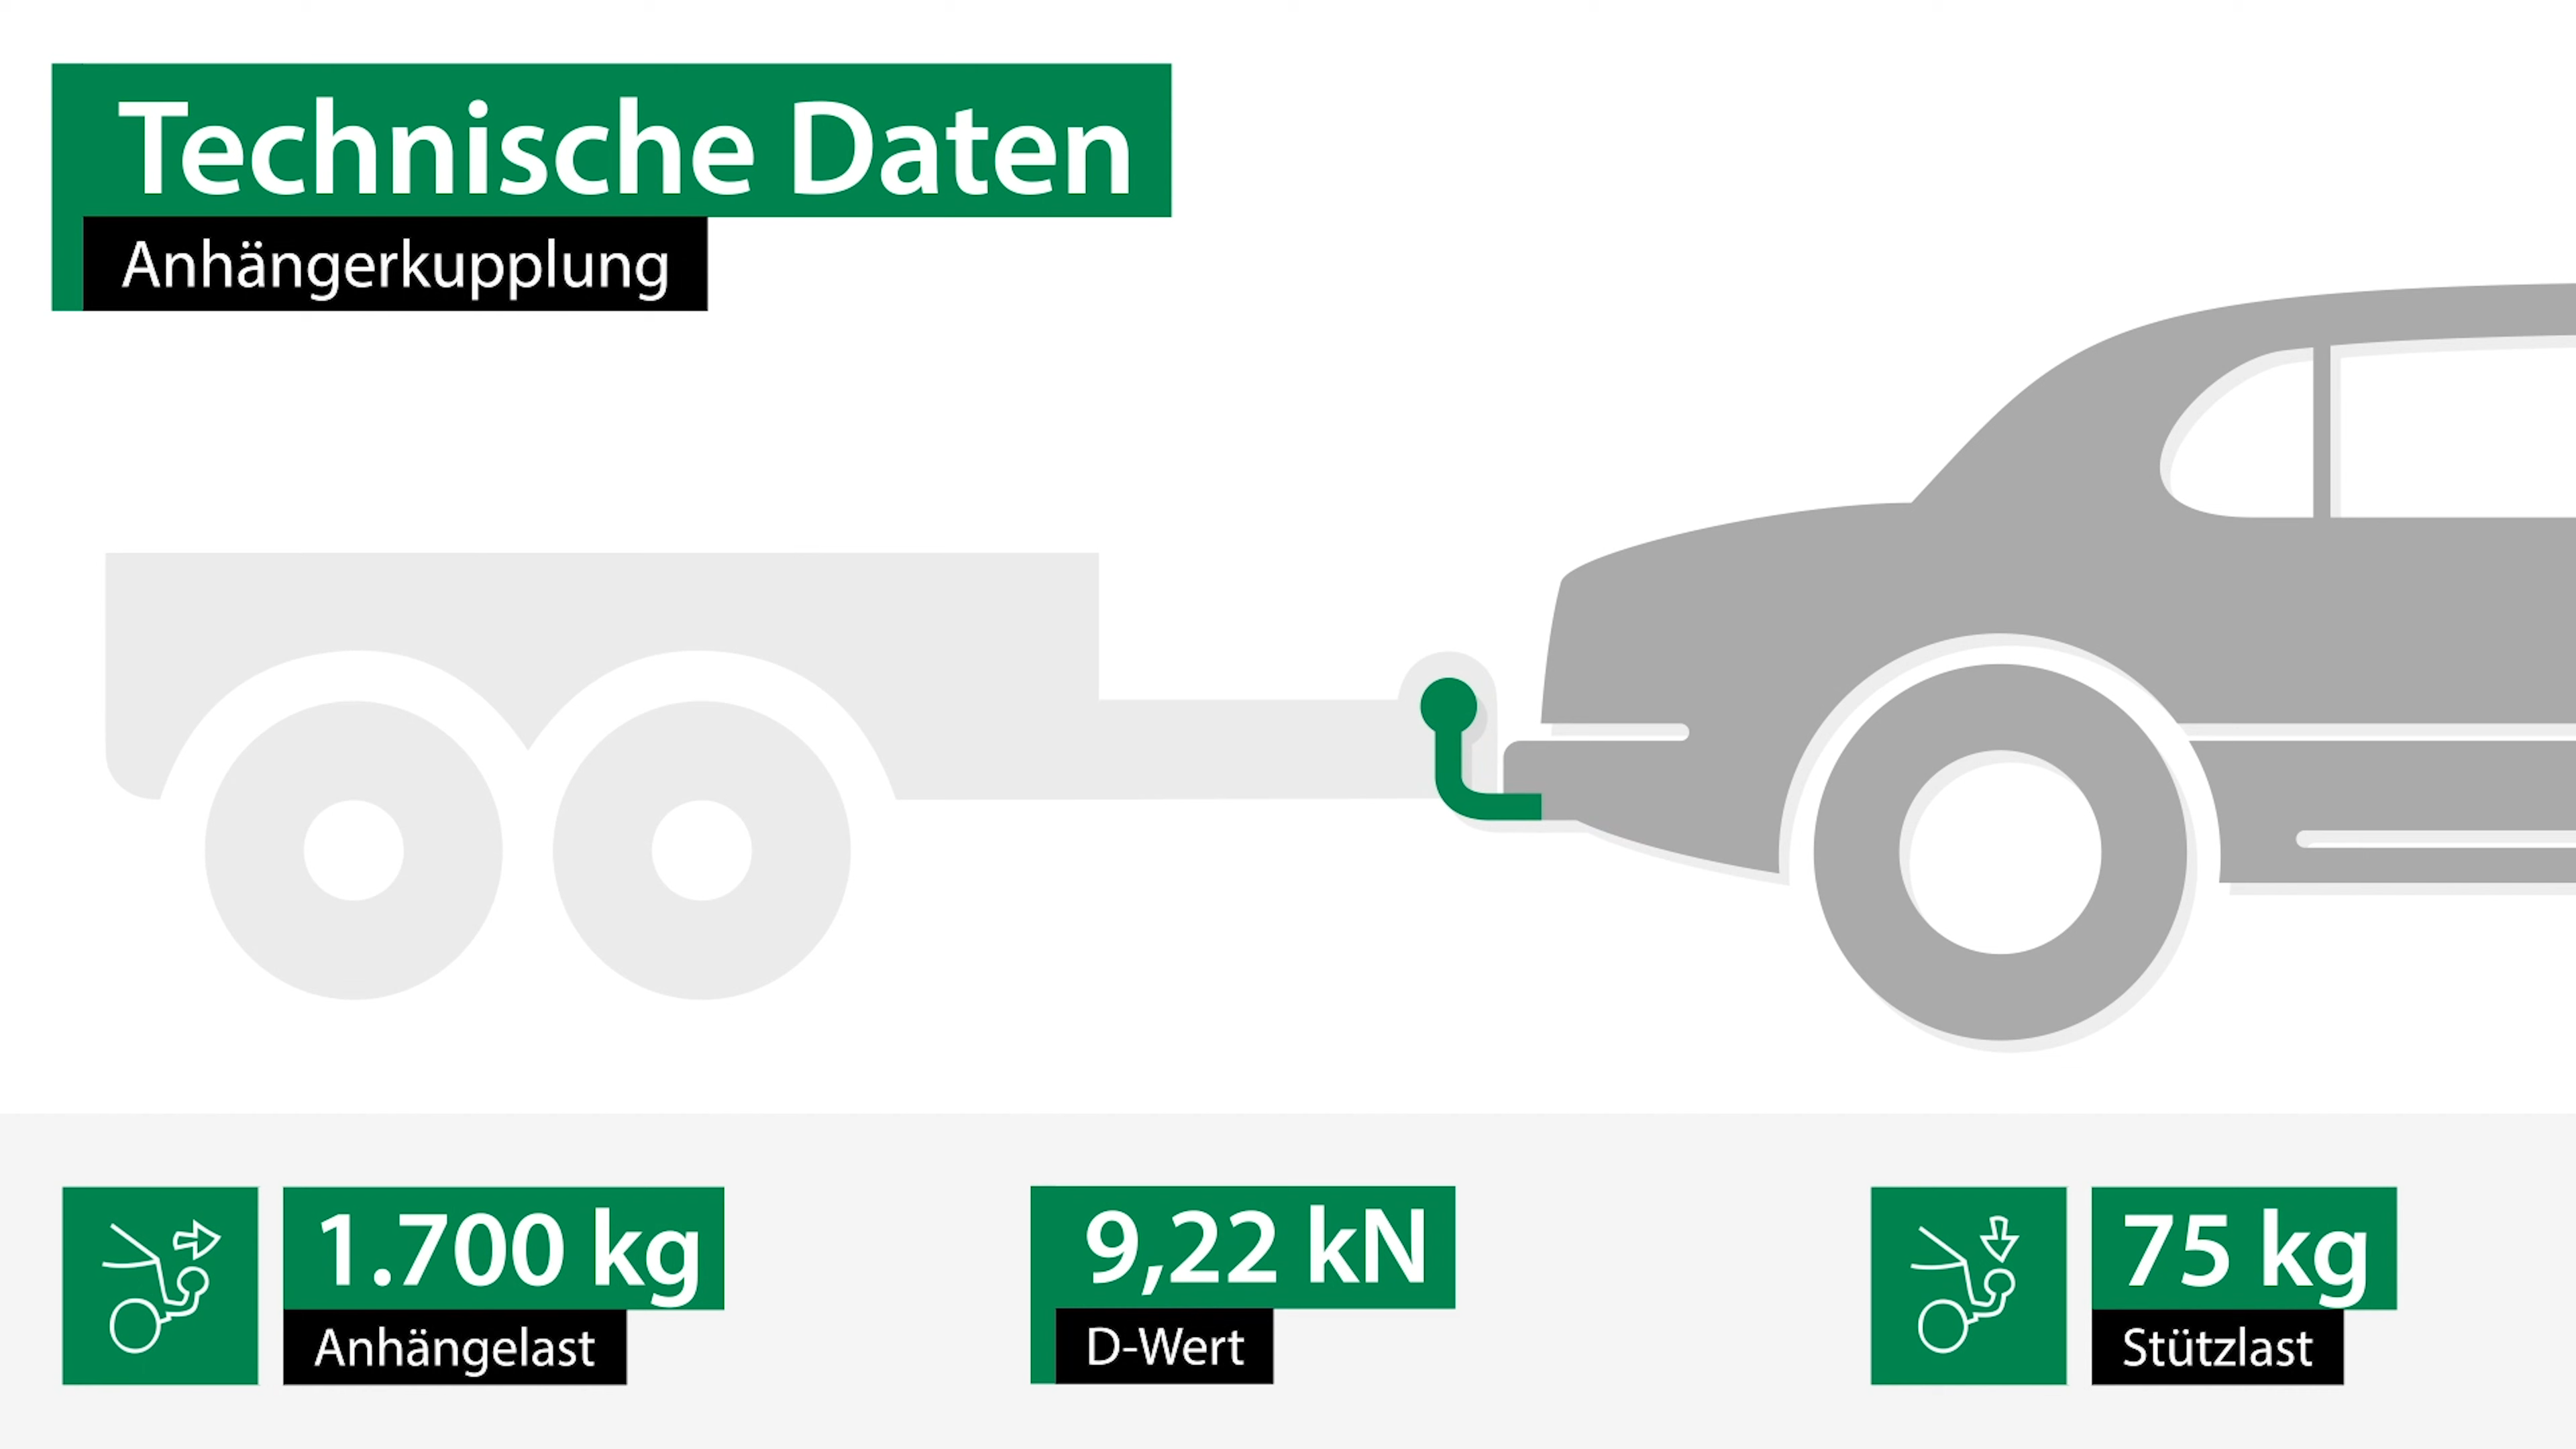 Technische Daten
Anhängerkupplung
1.700 kg
Anhängelast
9,22 kN
D-Wert
75 kg
Stützlast